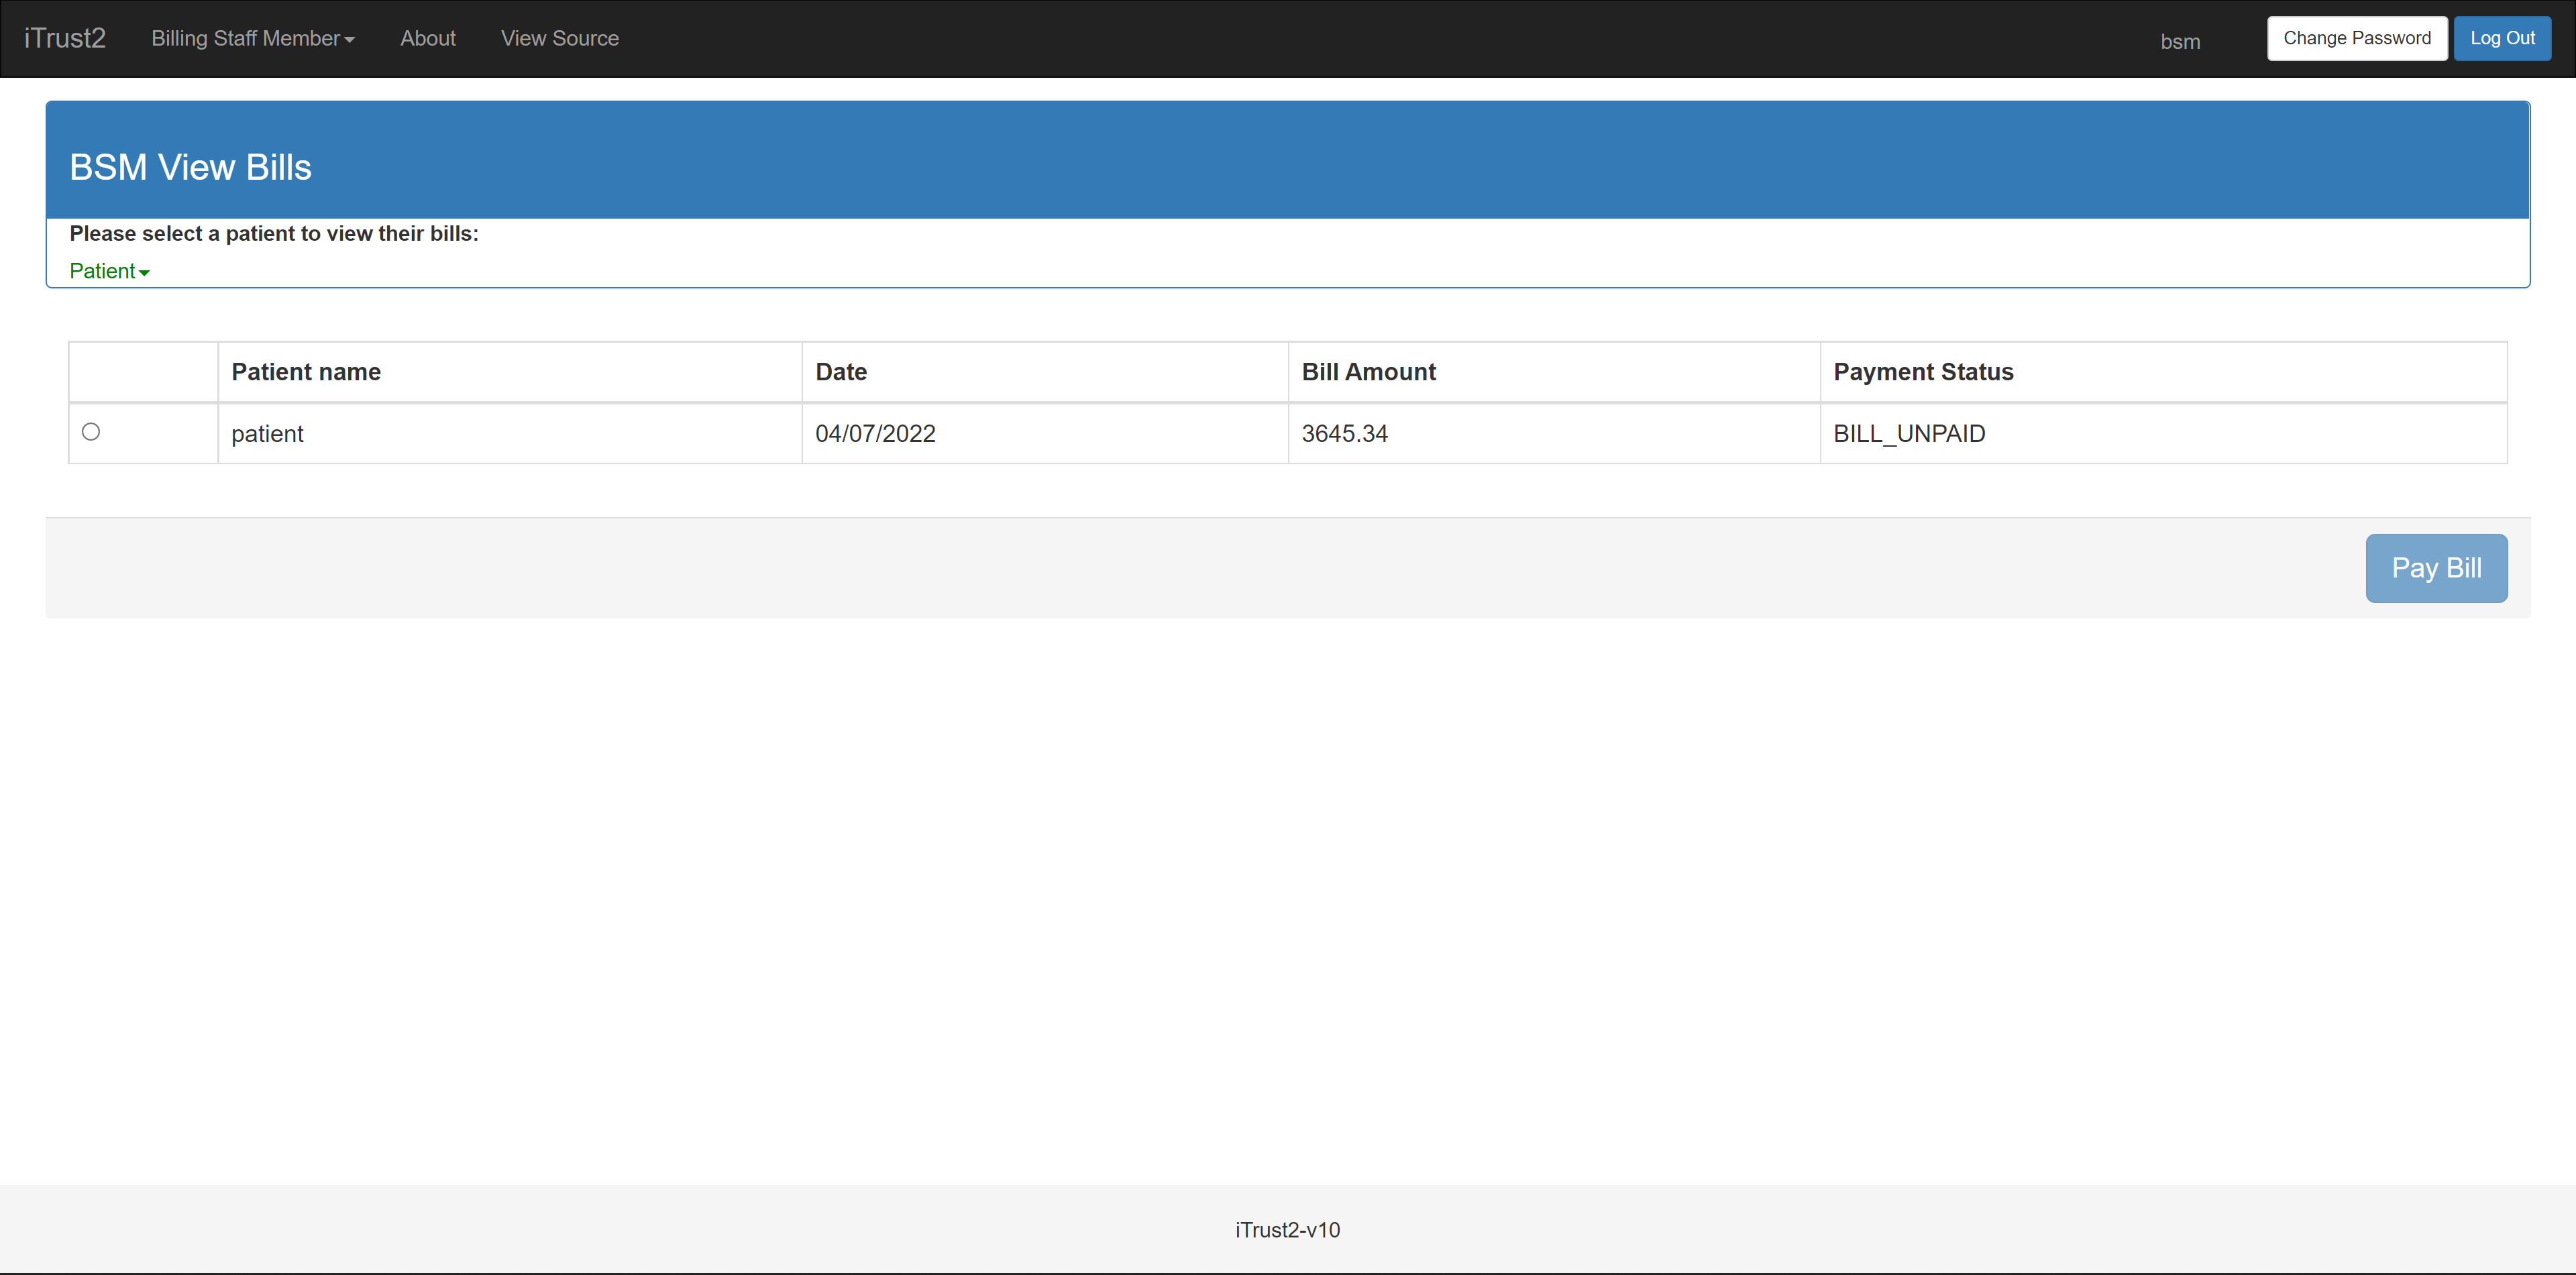 iTrust2 Billing Staff Member About View Source bsm Change Password Log Out
BSM View Bills
Please select a patient to view their bills:
Patient
Patient name Date Bill Amount Payment Status
patient 04/07/2022 3645.34 BILL_UNPAID
Pay Bill
iTrust2-v10